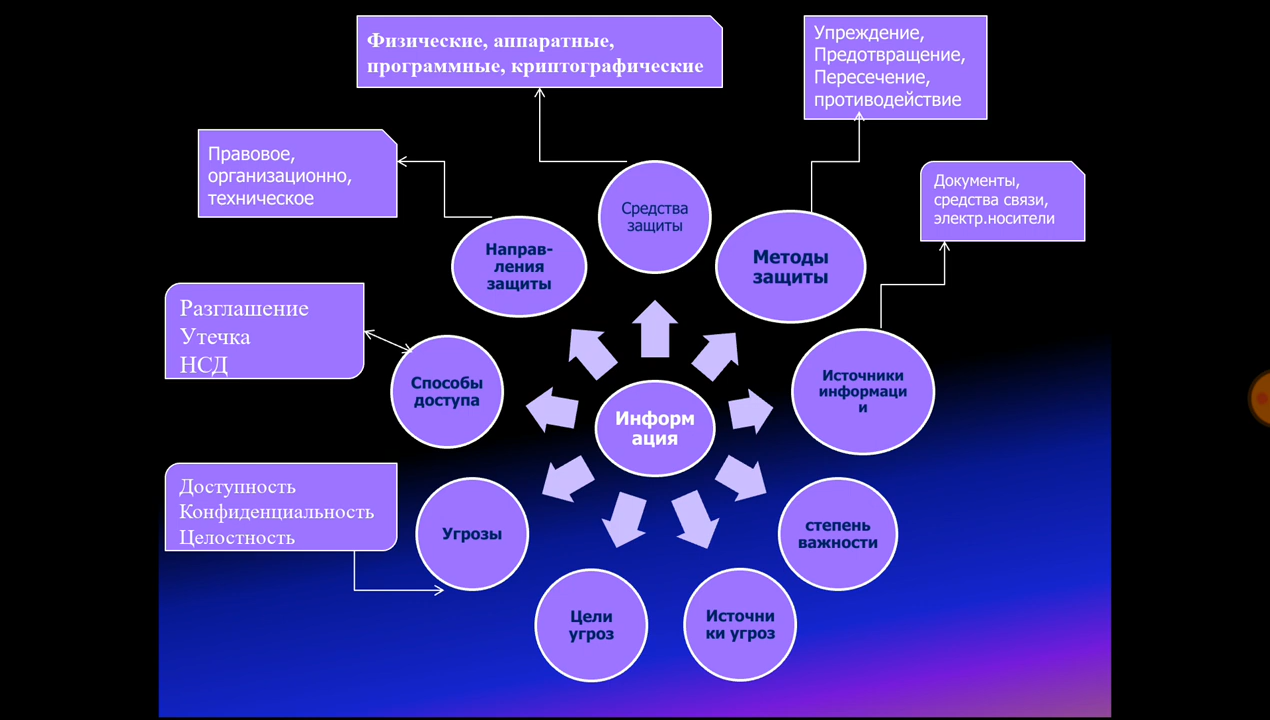 Физические, аппаратные,
программные, криптографические
Упреждение,
Предотвращение,
Пересечение,
противодействие
Правовое,
организационно,
техническое
Документы,
средства связи,
электр.носители
Средства
защиты
Направ-
ления
защиты
Методы
защиты
Разглашение
Утечка
НСД
Способы
доступа
Источники
информаци
и
Информ
ация
Доступность
Конфиденциальность
Целостность
Угрозы
степень
важности
Цели
угроз
Источни
ки угроз